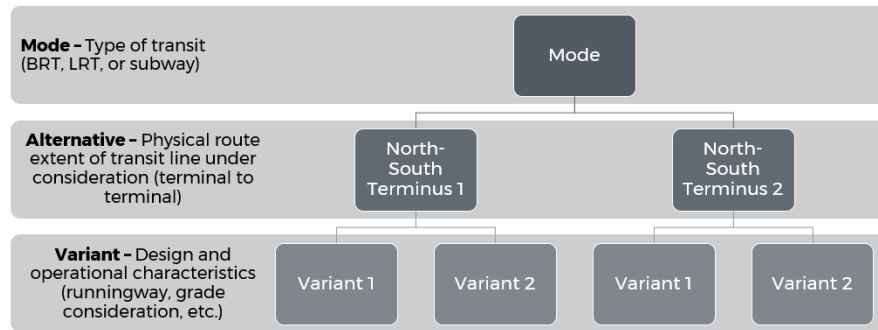 Mode – Type of transit
(BRT, LRT, or subway)
Mode
Alternative – Physical route
extent of transit line under
consideration (terminal to
terminal)
North-
South
Terminus 1
North-
South
Terminus 2
Variant – Design and
operational characteristics
(runningway, grade
consideration, etc.)
Variant 1
Variant 2
Variant 1
Variant 2